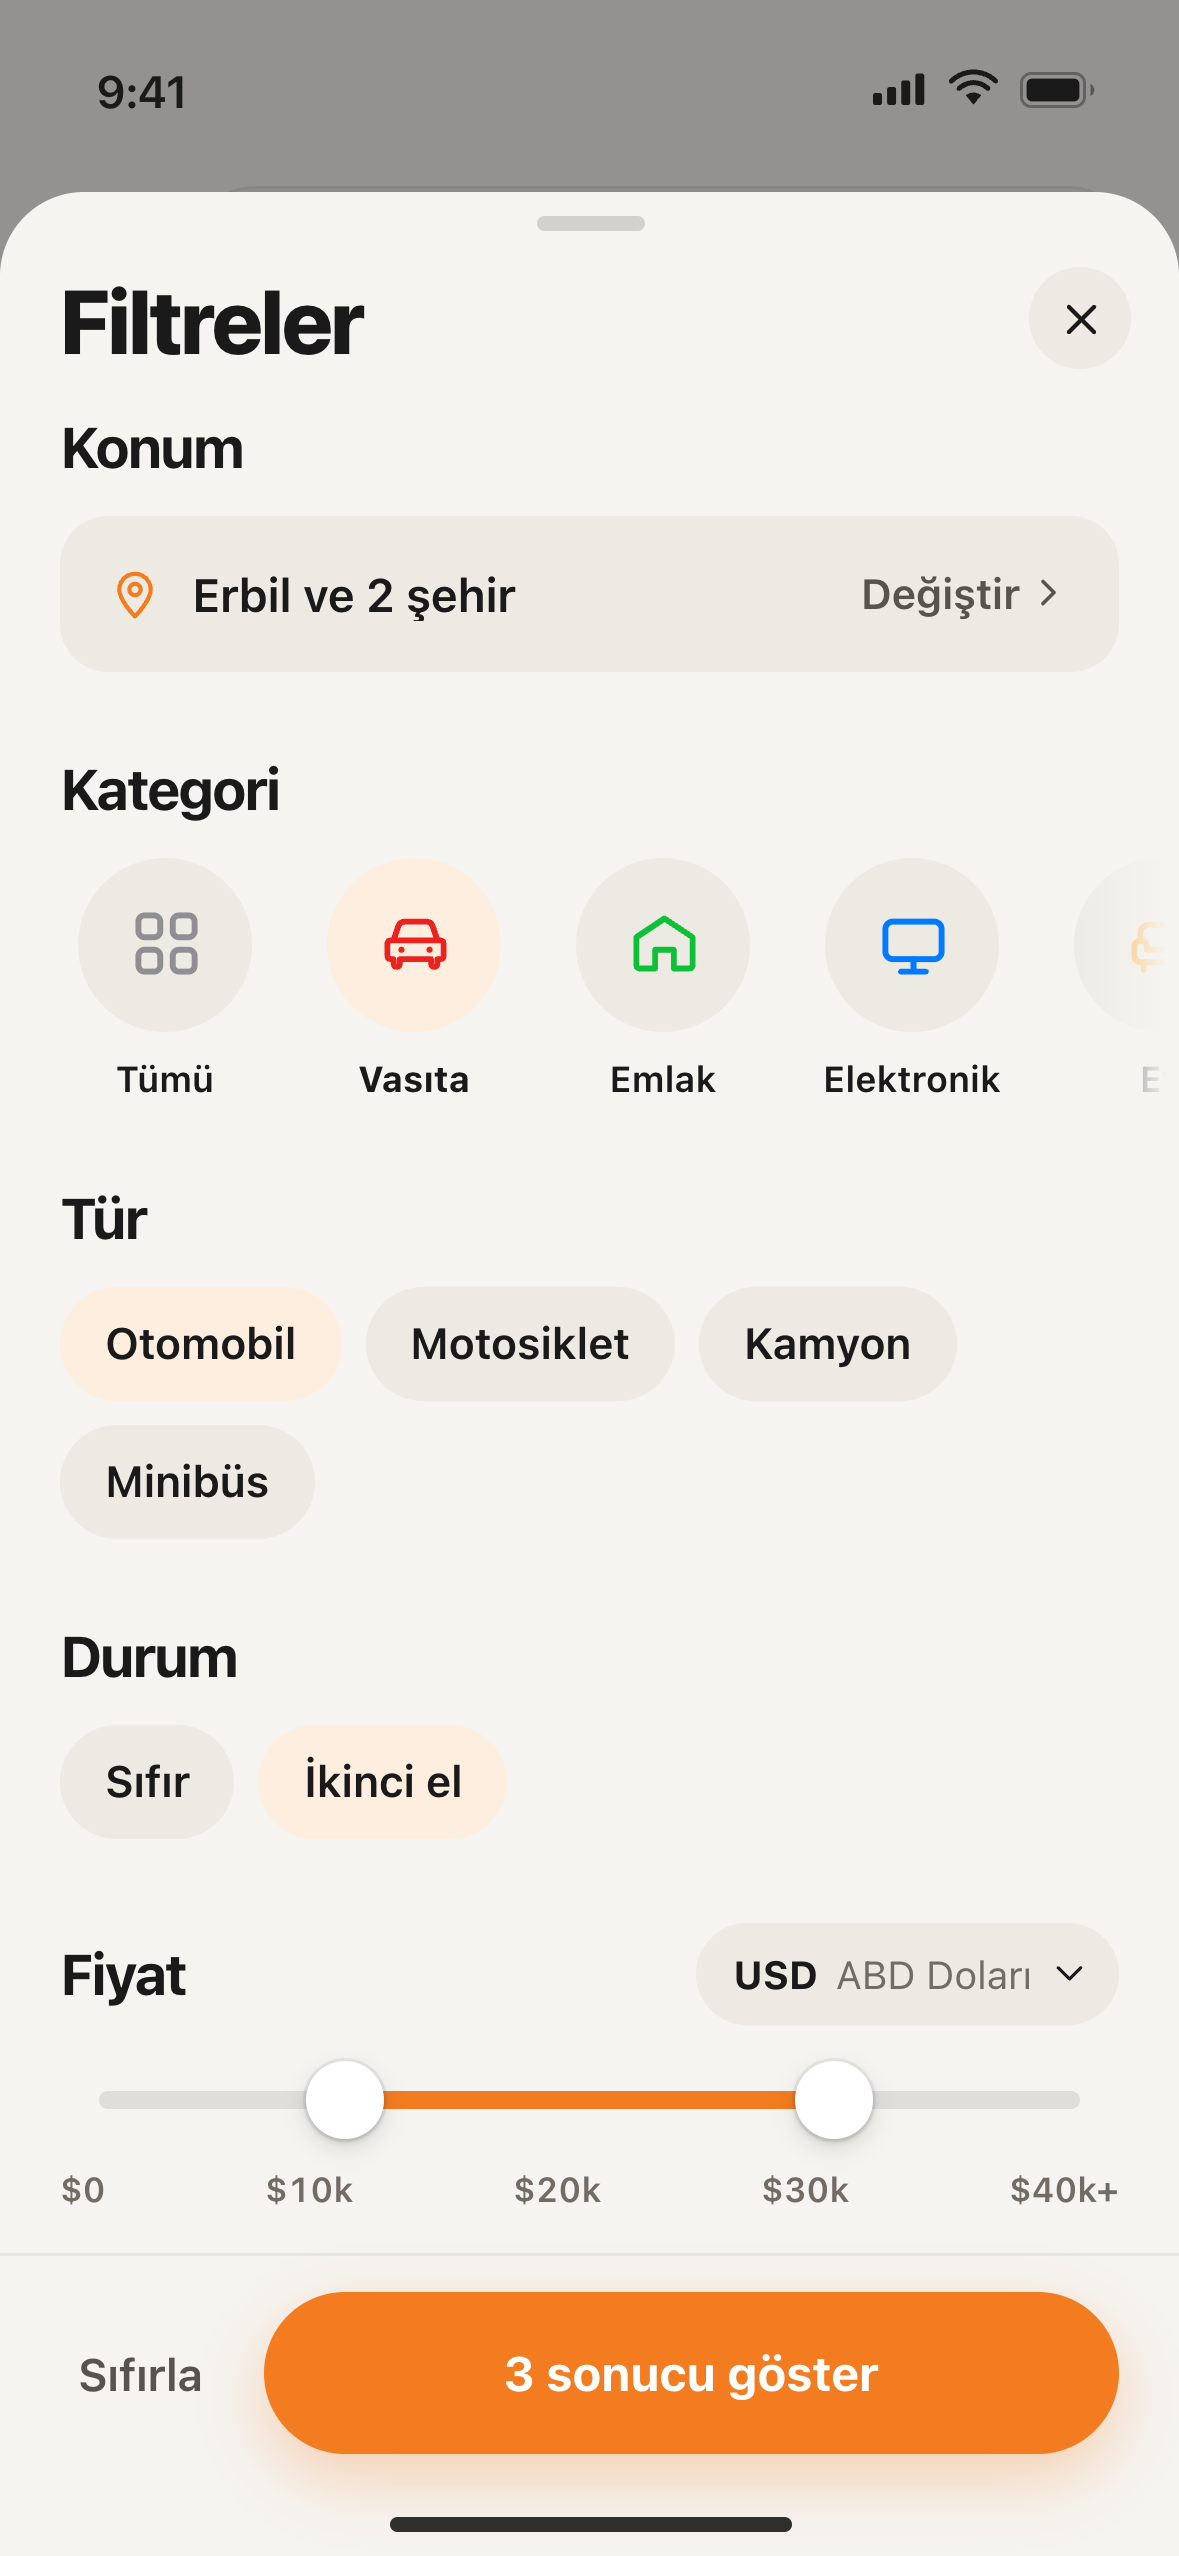 9:41
Filtreler
Konum
Erbil ve 2 şehir
Değiştir
Kategori
Tümü
Vasıta
Emlak
Elektronik
Tür
Otomobil
Motosiklet
Kamyon
Minibüs
Durum
Sıfır
İkinci el
Fiyat
USD ABD Doları
$0
$10k
$20k
$30k
$40k+
Sıfırla
3 sonucu göster